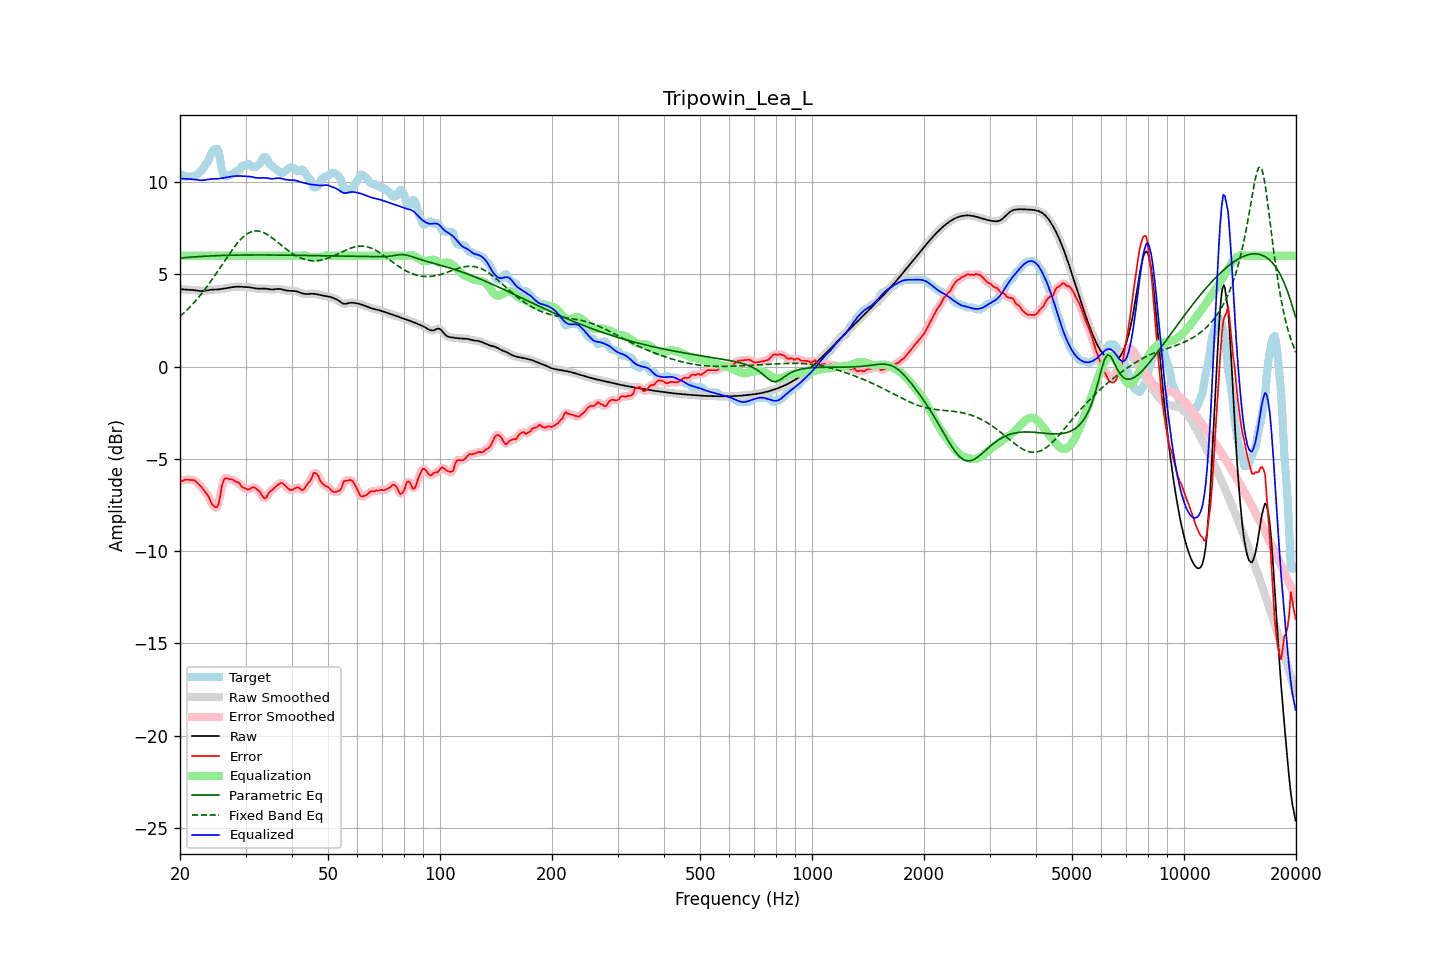 Tripowin_Lea_L
Amplitude (dBr)
10
5
0
−5
−10
−15
−20
−25
Target
Raw Smoothed
Error Smoothed
Raw
Error
Equalization
Parametric Eq
Fixed Band Eq
Equalized
20 50 100 200 500 1000 2000 5000 10000 20000
Frequency (Hz)